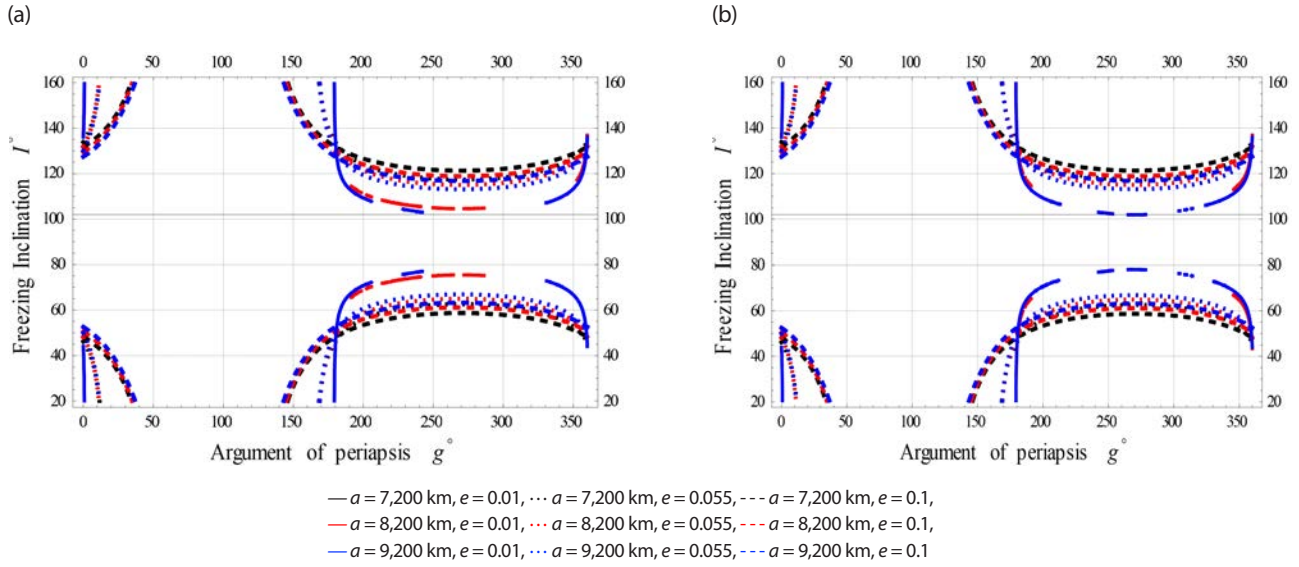 (a)
(b)
0 50 100 150 200 250 300 350
0 50 100 150 200 250 300 350
160 160
140 140
120 120
100 100
80 80
60 60
40 40
20 20
Freezing Inclination I°
0 50 100 150 200 250 300 350
Argument of periapsis g°
160 160
140 140
120 120
100 100
80 80
60 60
40 40
20 20
Freezing Inclination I°
0 50 100 150 200 250 300 350
Argument of periapsis g°
— a = 7,200 km, e = 0.01, ··· a = 7,200 km, e = 0.055, --- a = 7,200 km, e = 0.1,
— a = 8,200 km, e = 0.01, ··· a = 8,200 km, e = 0.055, --- a = 8,200 km, e = 0.1,
— a = 9,200 km, e = 0.01, ··· a = 9,200 km, e = 0.055, --- a = 9,200 km, e = 0.1